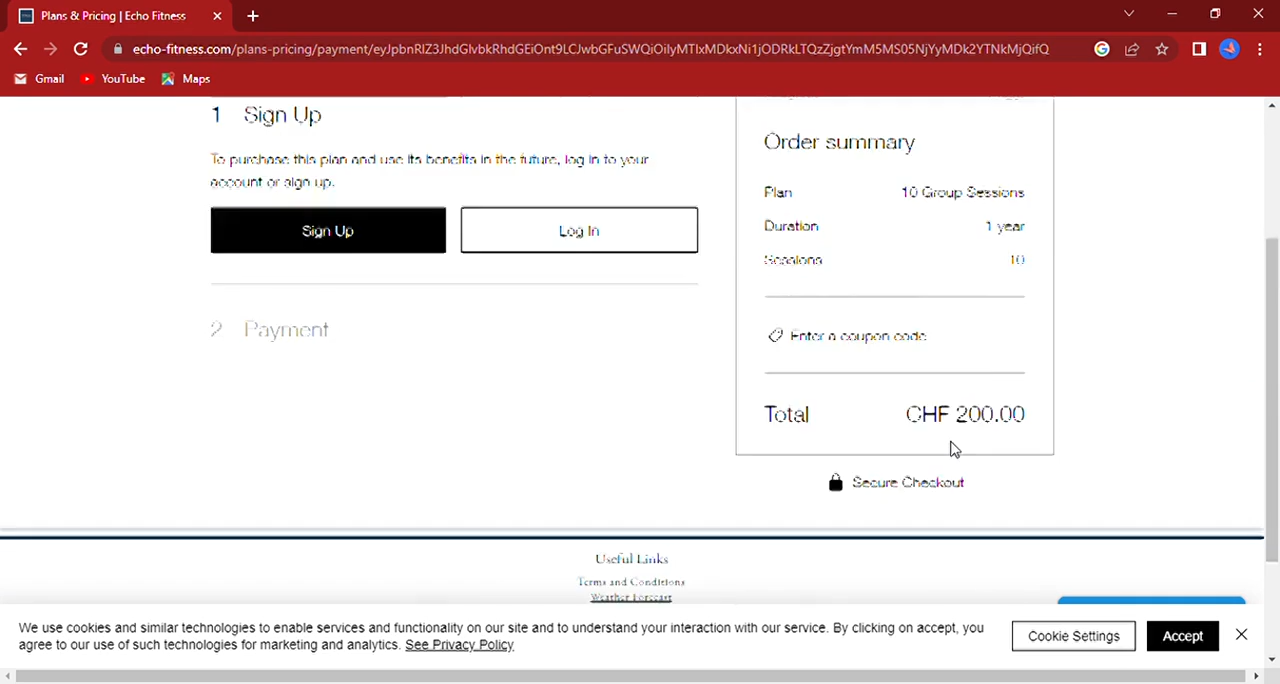 Plans & Pricing | Echo Fitness
echo-fitness.com/plans-pricing/payment/eyJpbnRlZ3JhdGlvbkRhdGEiOnt9LCJwbGFuSWQiOiIyMTIxMDkxNi1jODRkLTQzZjgtYmM5MS05NjYyMDk2YTNkMjQifQ
Gmail
YouTube
Maps
1 Sign Up
To purchase this plan and use its benefits in the future, log in to your
account or sign up.
Sign Up
Log In
2 Payment
Order summary
Plan 10 Group Sessions
Duration 1 year
Sessions 10
Enter a coupon code
Total CHF 200.00
Secure Checkout
Useful Links
Terms and Conditions
Weather Forecast
We use cookies and similar technologies to enable services and functionality on our site and to understand your interaction with our service. By clicking on accept, you
agree to our use of such technologies for marketing and analytics. See Privacy Policy
Cookie Settings
Accept